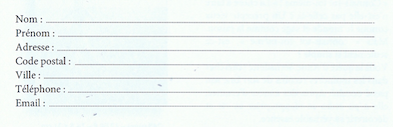 Nom :
Prénom :
Adresse :
Code postal :
Ville :
Téléphone :
Email :